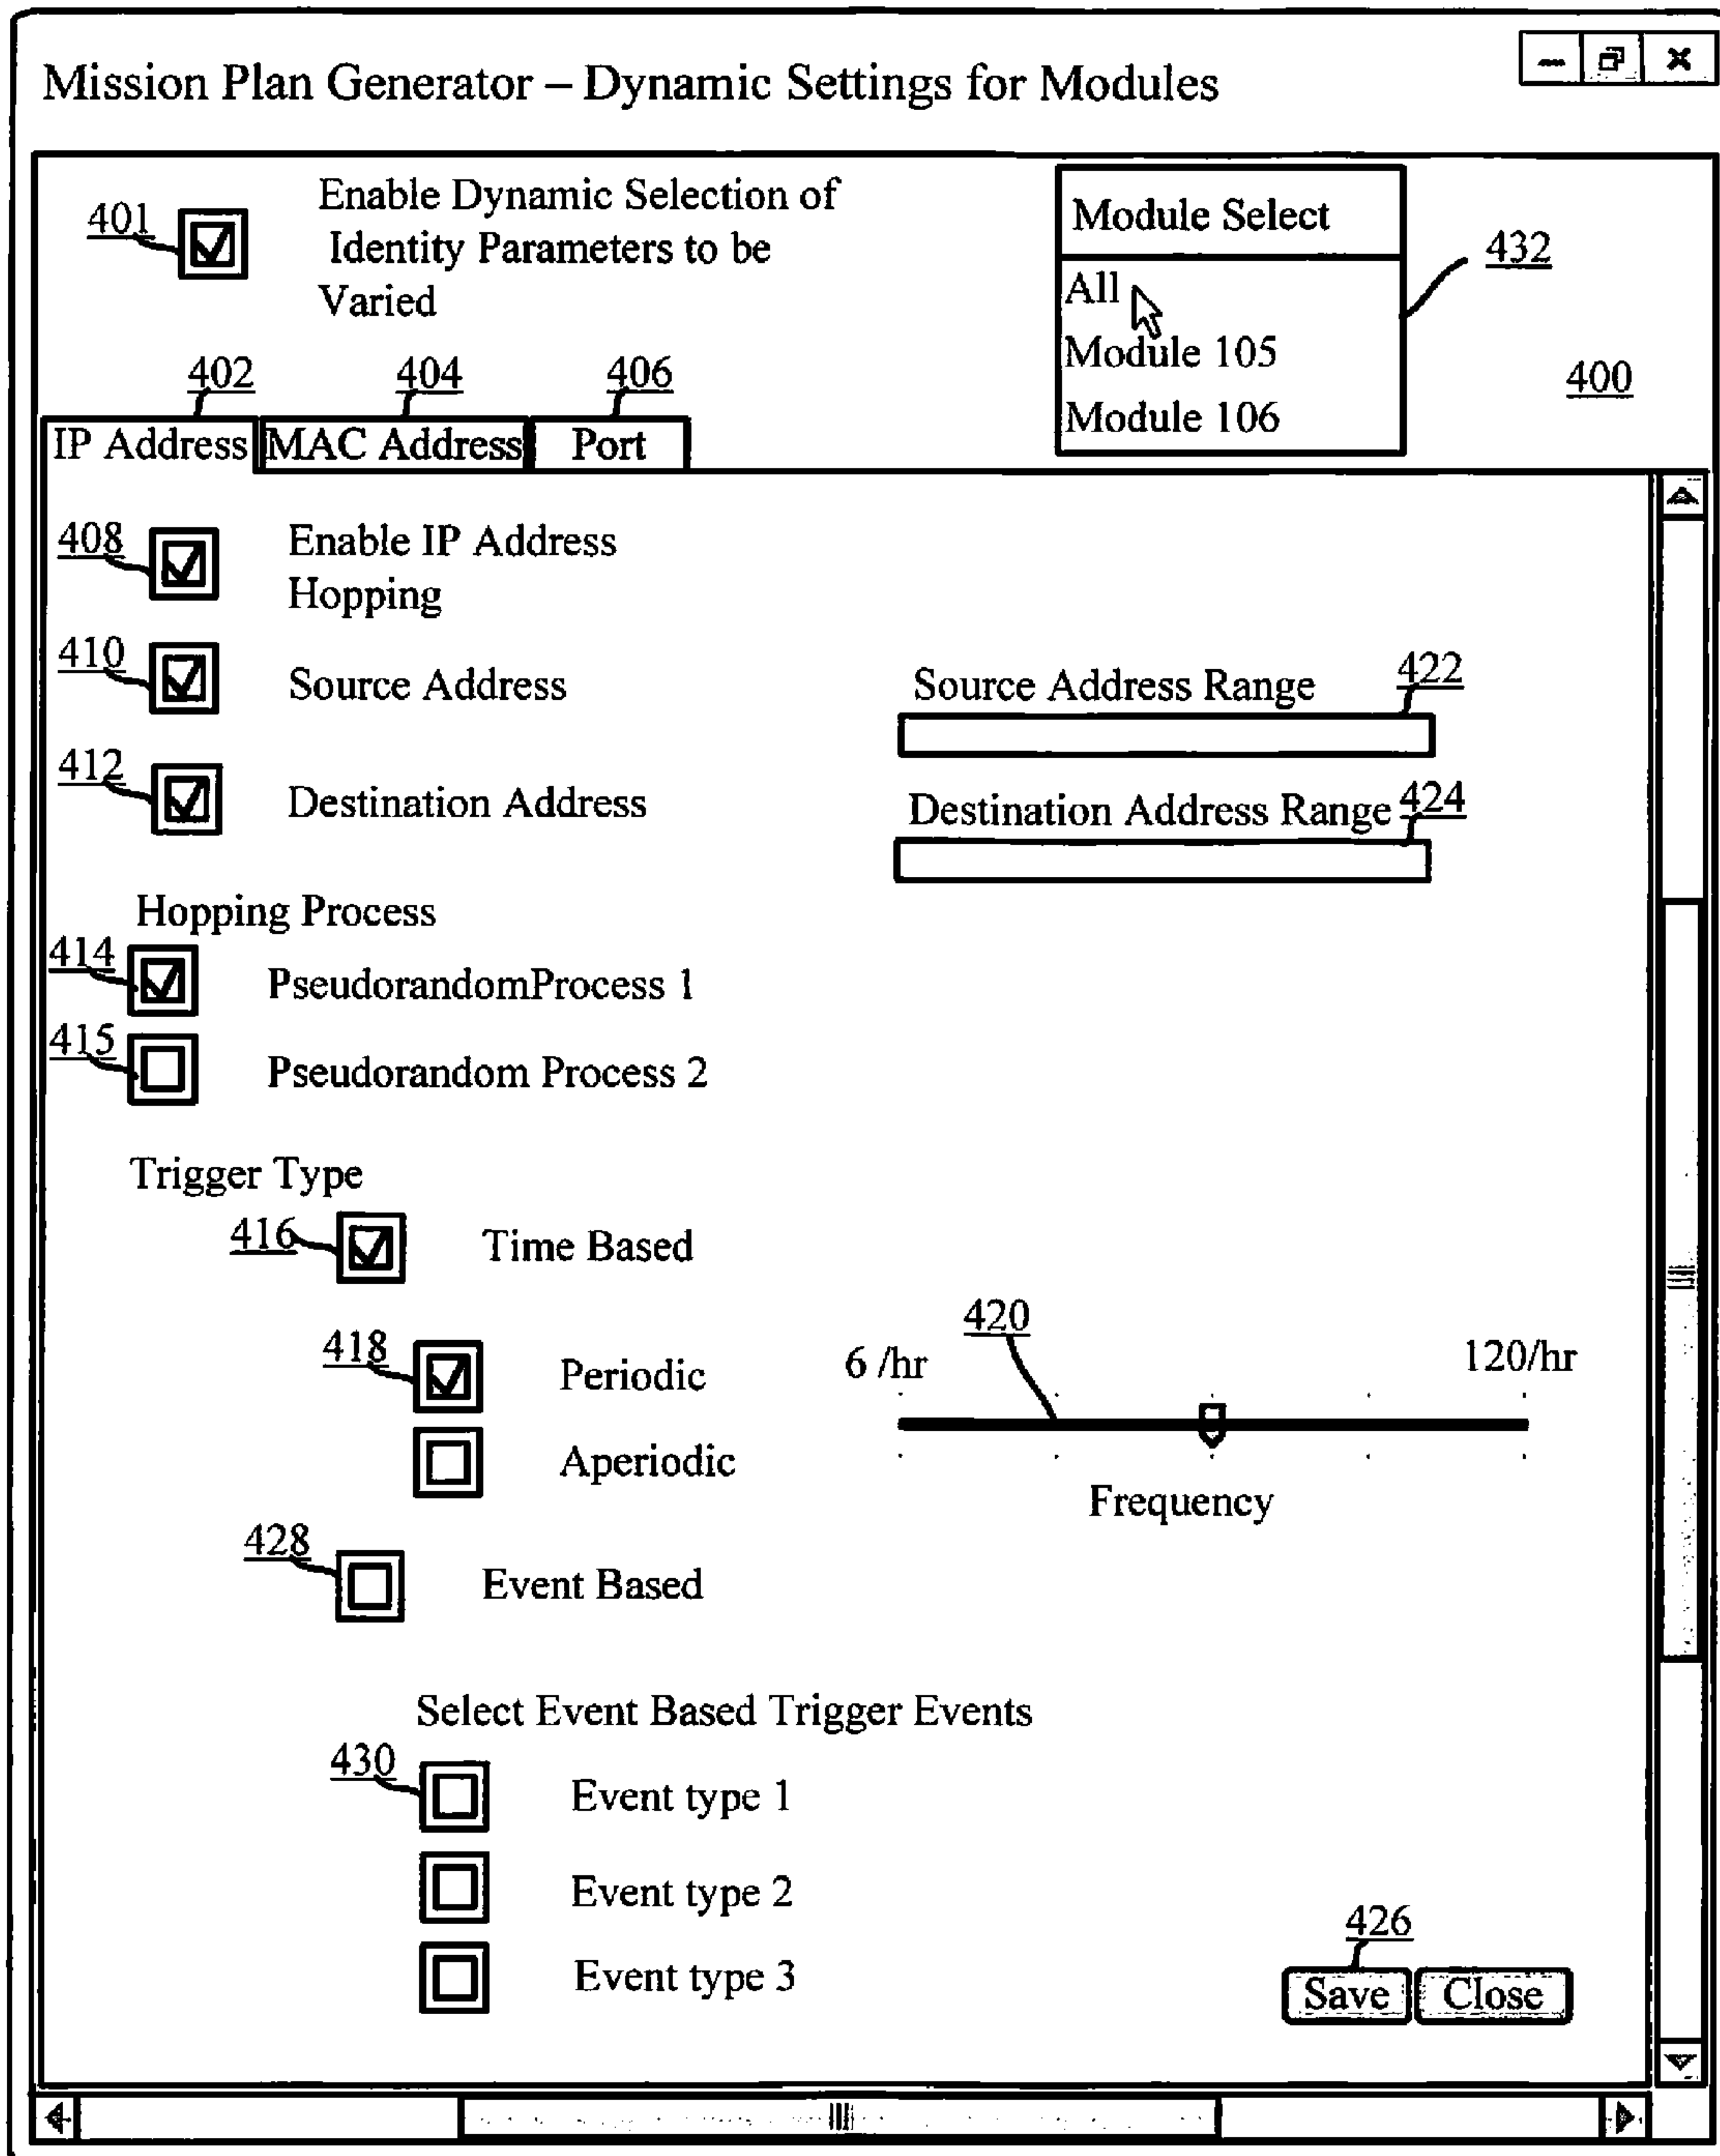 Mission Plan Generator – Dynamic Settings for Modules
401
Enable Dynamic Selection of
Identity Parameters to be
Varied
Module Select
All
Module 105
Module 106
432
400
402
404
406
IP Address
MAC Address
Port
408
Enable IP Address
Hopping
410
Source Address
Source Address Range
422
412
Destination Address
Destination Address Range
424
Hopping Process
414
PseudorandomProcess 1
415
Pseudorandom Process 2
Trigger Type
416
Time Based
418
Periodic
6 /hr
420
120/hr
Aperiodic
Frequency
428
Event Based
Select Event Based Trigger Events
430
Event type 1
Event type 2
Event type 3
426
Save
Close